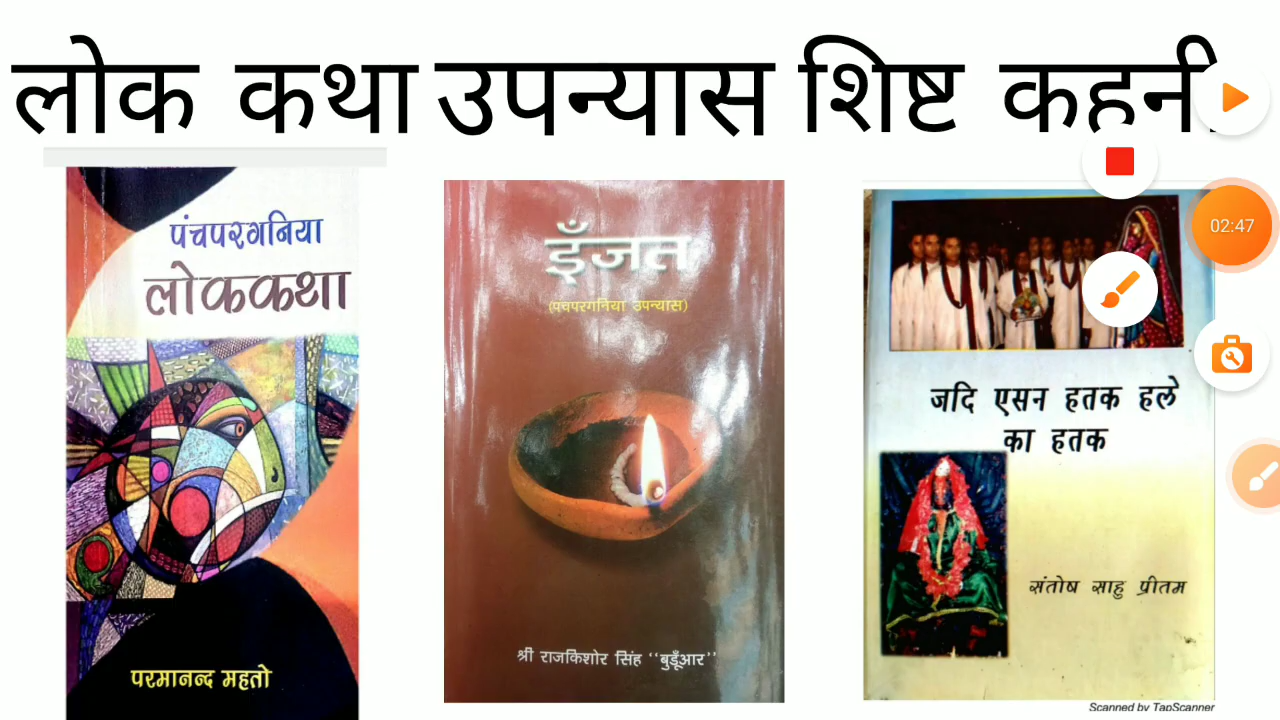 लोक कथा उपन्यास शिष्ट कहनी
पंचपरगनिया
लोककथा
परमानन्द महतो
इँजत
(पंचपरगनिया उपन्यास)
श्री राजकिशोर सिंह ‘‘बुडूँआर’’
जदि एसन हतक हले
का हतक
संतोष साहु प्रीतम
Scanned by TapScanner
02:47